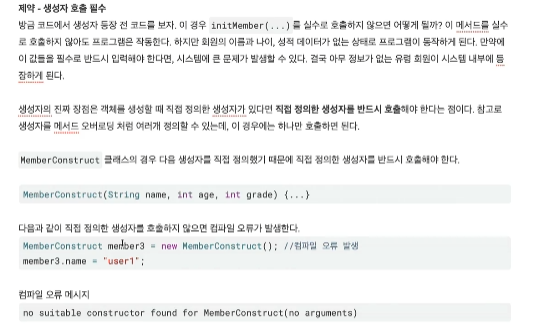 제약 - 생성자 호출 필수
방금 코드에서 생성자 등장 전 코드를 보자. 이 경우 initMember(...)를 실수로 호출하지 않으면 어떻게 될까? 이 메서드를 실수
로 호출하지 않아도 프로그램은 작동한다. 하지만 회원의 이름과 나이, 성적 데이터가 없는 상태로 프로그램이 동작하게 된다. 만약에
이 값들을 필수로 반드시 입력해야 한다면, 시스템에 큰 문제가 발생할 수 있다. 결국 아무 정보가 없는 유령 회원이 시스템 내부에 등
장하게 된다.
생성자의 진짜 장점은 객체를 생성할 때 직접 정의한 생성자가 있다면 직접 정의한 생성자를 반드시 호출해야 한다는 점이다. 참고로
생성자를 메서드 오버로딩 처럼 여러개 정의할 수 있는데, 이 경우에는 하나만 호출하면 된다.
MemberConstruct 클래스의 경우 다음 생성자를 직접 정의했기 때문에 직접 정의한 생성자를 반드시 호출해야 한다.
MemberConstruct(String name, int age, int grade) {...}
다음과 같이 직접 정의한 생성자를 호출하지 않으면 컴파일 오류가 발생한다.
MemberConstruct member3 = new MemberConstruct(); //컴파일 오류 발생
member3.name = "user1";
컴파일 오류 메시지
no suitable constructor found for MemberConstruct(no arguments)